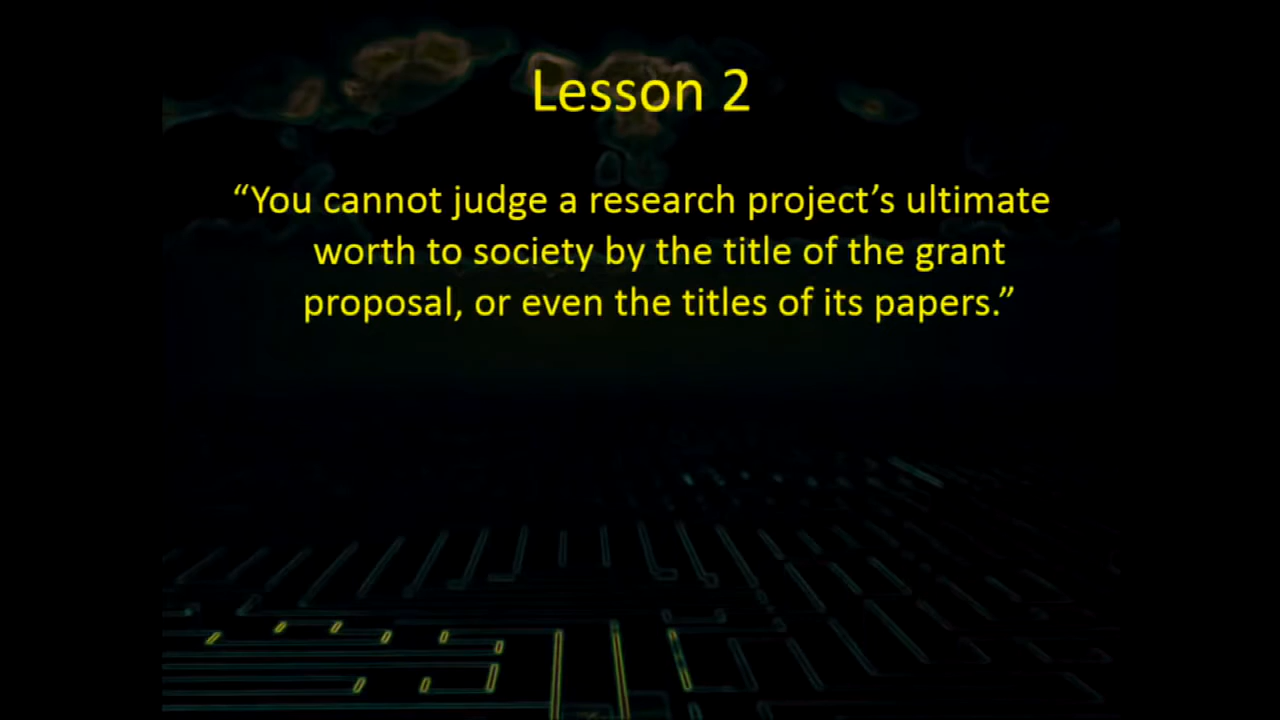 Lesson 2
“You cannot judge a research project’s ultimate
worth to society by the title of the grant
proposal, or even the titles of its papers.”